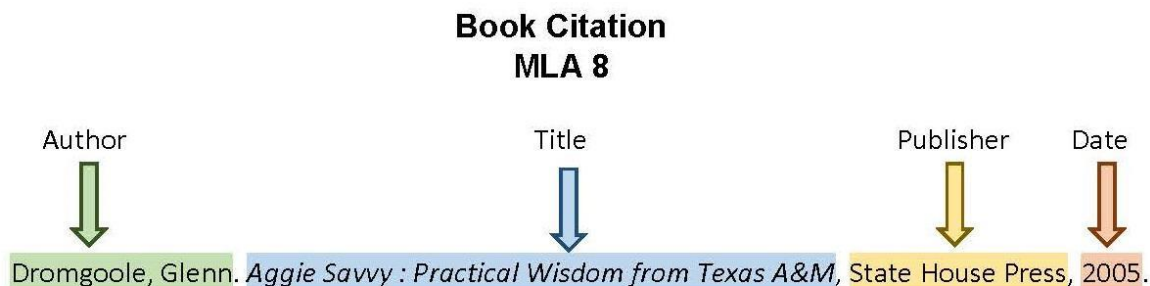 Book Citation
MLA 8
Author Title Publisher Date
Dromgoole, Glenn. Aggie Savvy : Practical Wisdom from Texas A&M, State House Press, 2005.